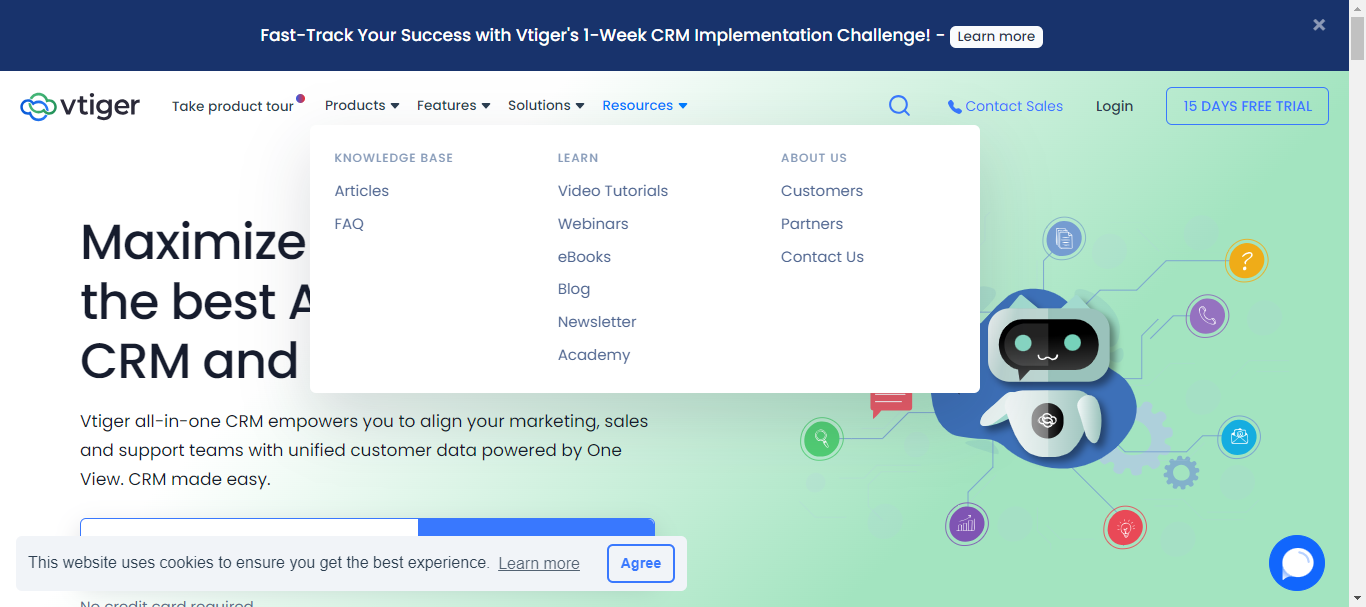 Fast-Track Your Success with Vtiger's 1-Week CRM Implementation Challenge! - Learn more
vtiger Take product tour Products Features Solutions Resources Contact Sales Login 15 DAYS FREE TRIAL
KNOWLEDGE BASE
Articles
FAQ
LEARN
Video Tutorials
Webinars
eBooks
Blog
Newsletter
Academy
ABOUT US
Customers
Partners
Contact Us
Maximize
the best
CRM and
Vtiger all-in-one CRM empowers you to align your marketing, sales
and support teams with unified customer data powered by One
View. CRM made easy.
This website uses cookies to ensure you get the best experience. Learn more Agree
No credit card required